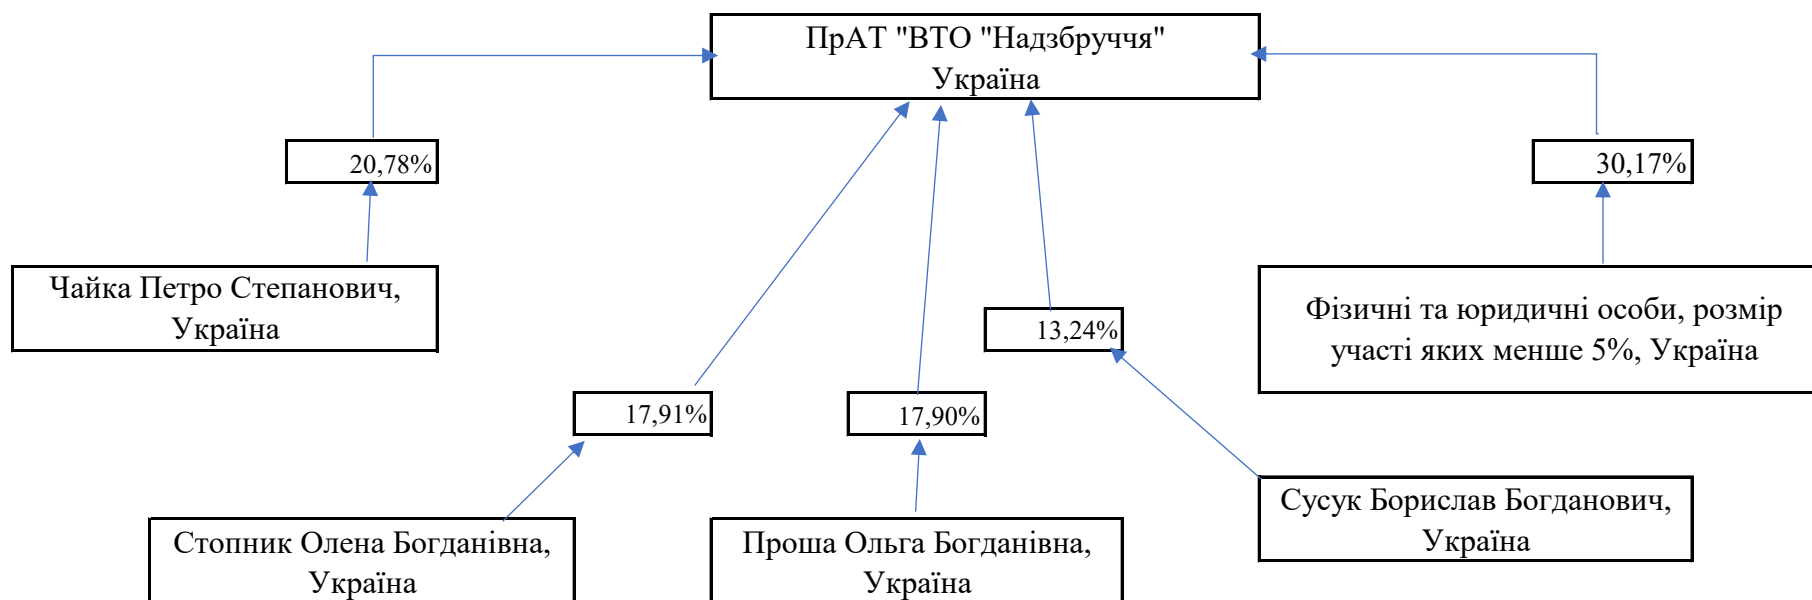 ПрАТ "ВТО "Надзбруччя"
Україна
20,78%
30,17%
Чайка Петро Степанович,
Україна
Фізичні та юридичні особи, розмір
участі яких менше 5%, Україна
13,24%
17,91%
17,90%
Сусук Борислав Богданович,
Україна
Стопник Олена Богданівна,
Україна
Проша Ольга Богданівна,
Україна